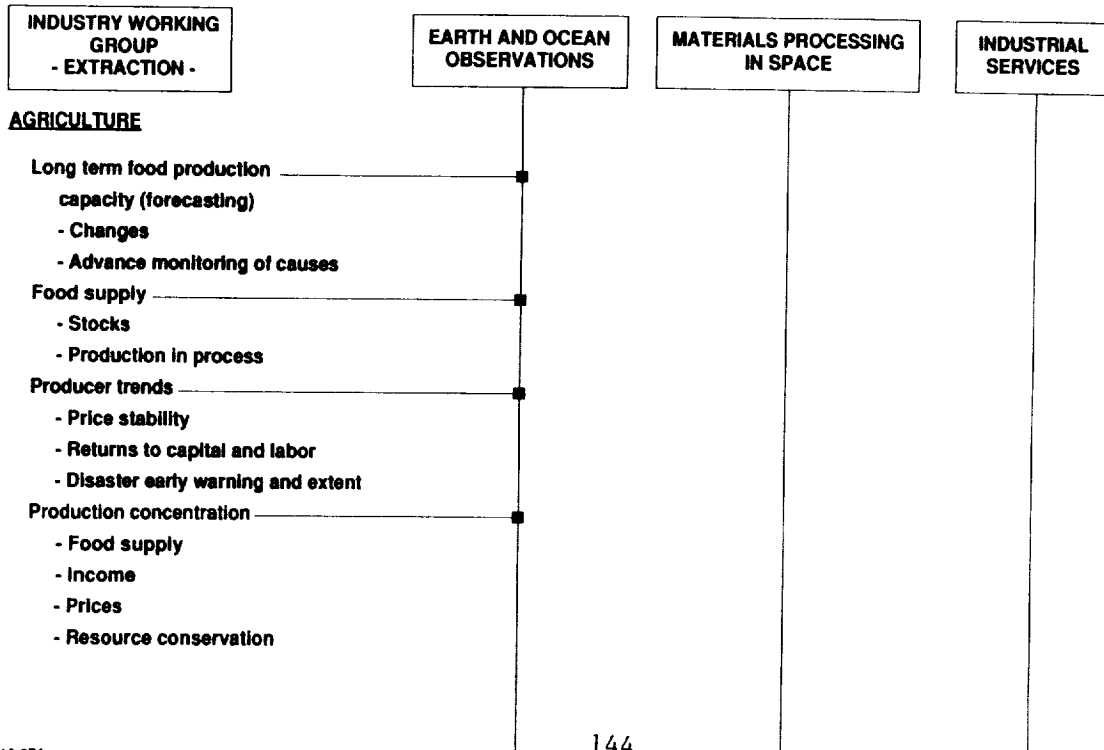 INDUSTRY WORKING
GROUP
- EXTRACTION -
EARTH AND OCEAN
OBSERVATIONS
MATERIALS PROCESSING
IN SPACE
INDUSTRIAL
SERVICES
AGRICULTURE
Long term food production
capacity (forecasting)
- Changes
- Advance monitoring of causes
Food supply
- Stocks
- Production in process
Producer trends
- Price stability
- Returns to capital and labor
- Disaster early warning and extent
Production concentration
- Food supply
- Income
- Prices
- Resource conservation
144